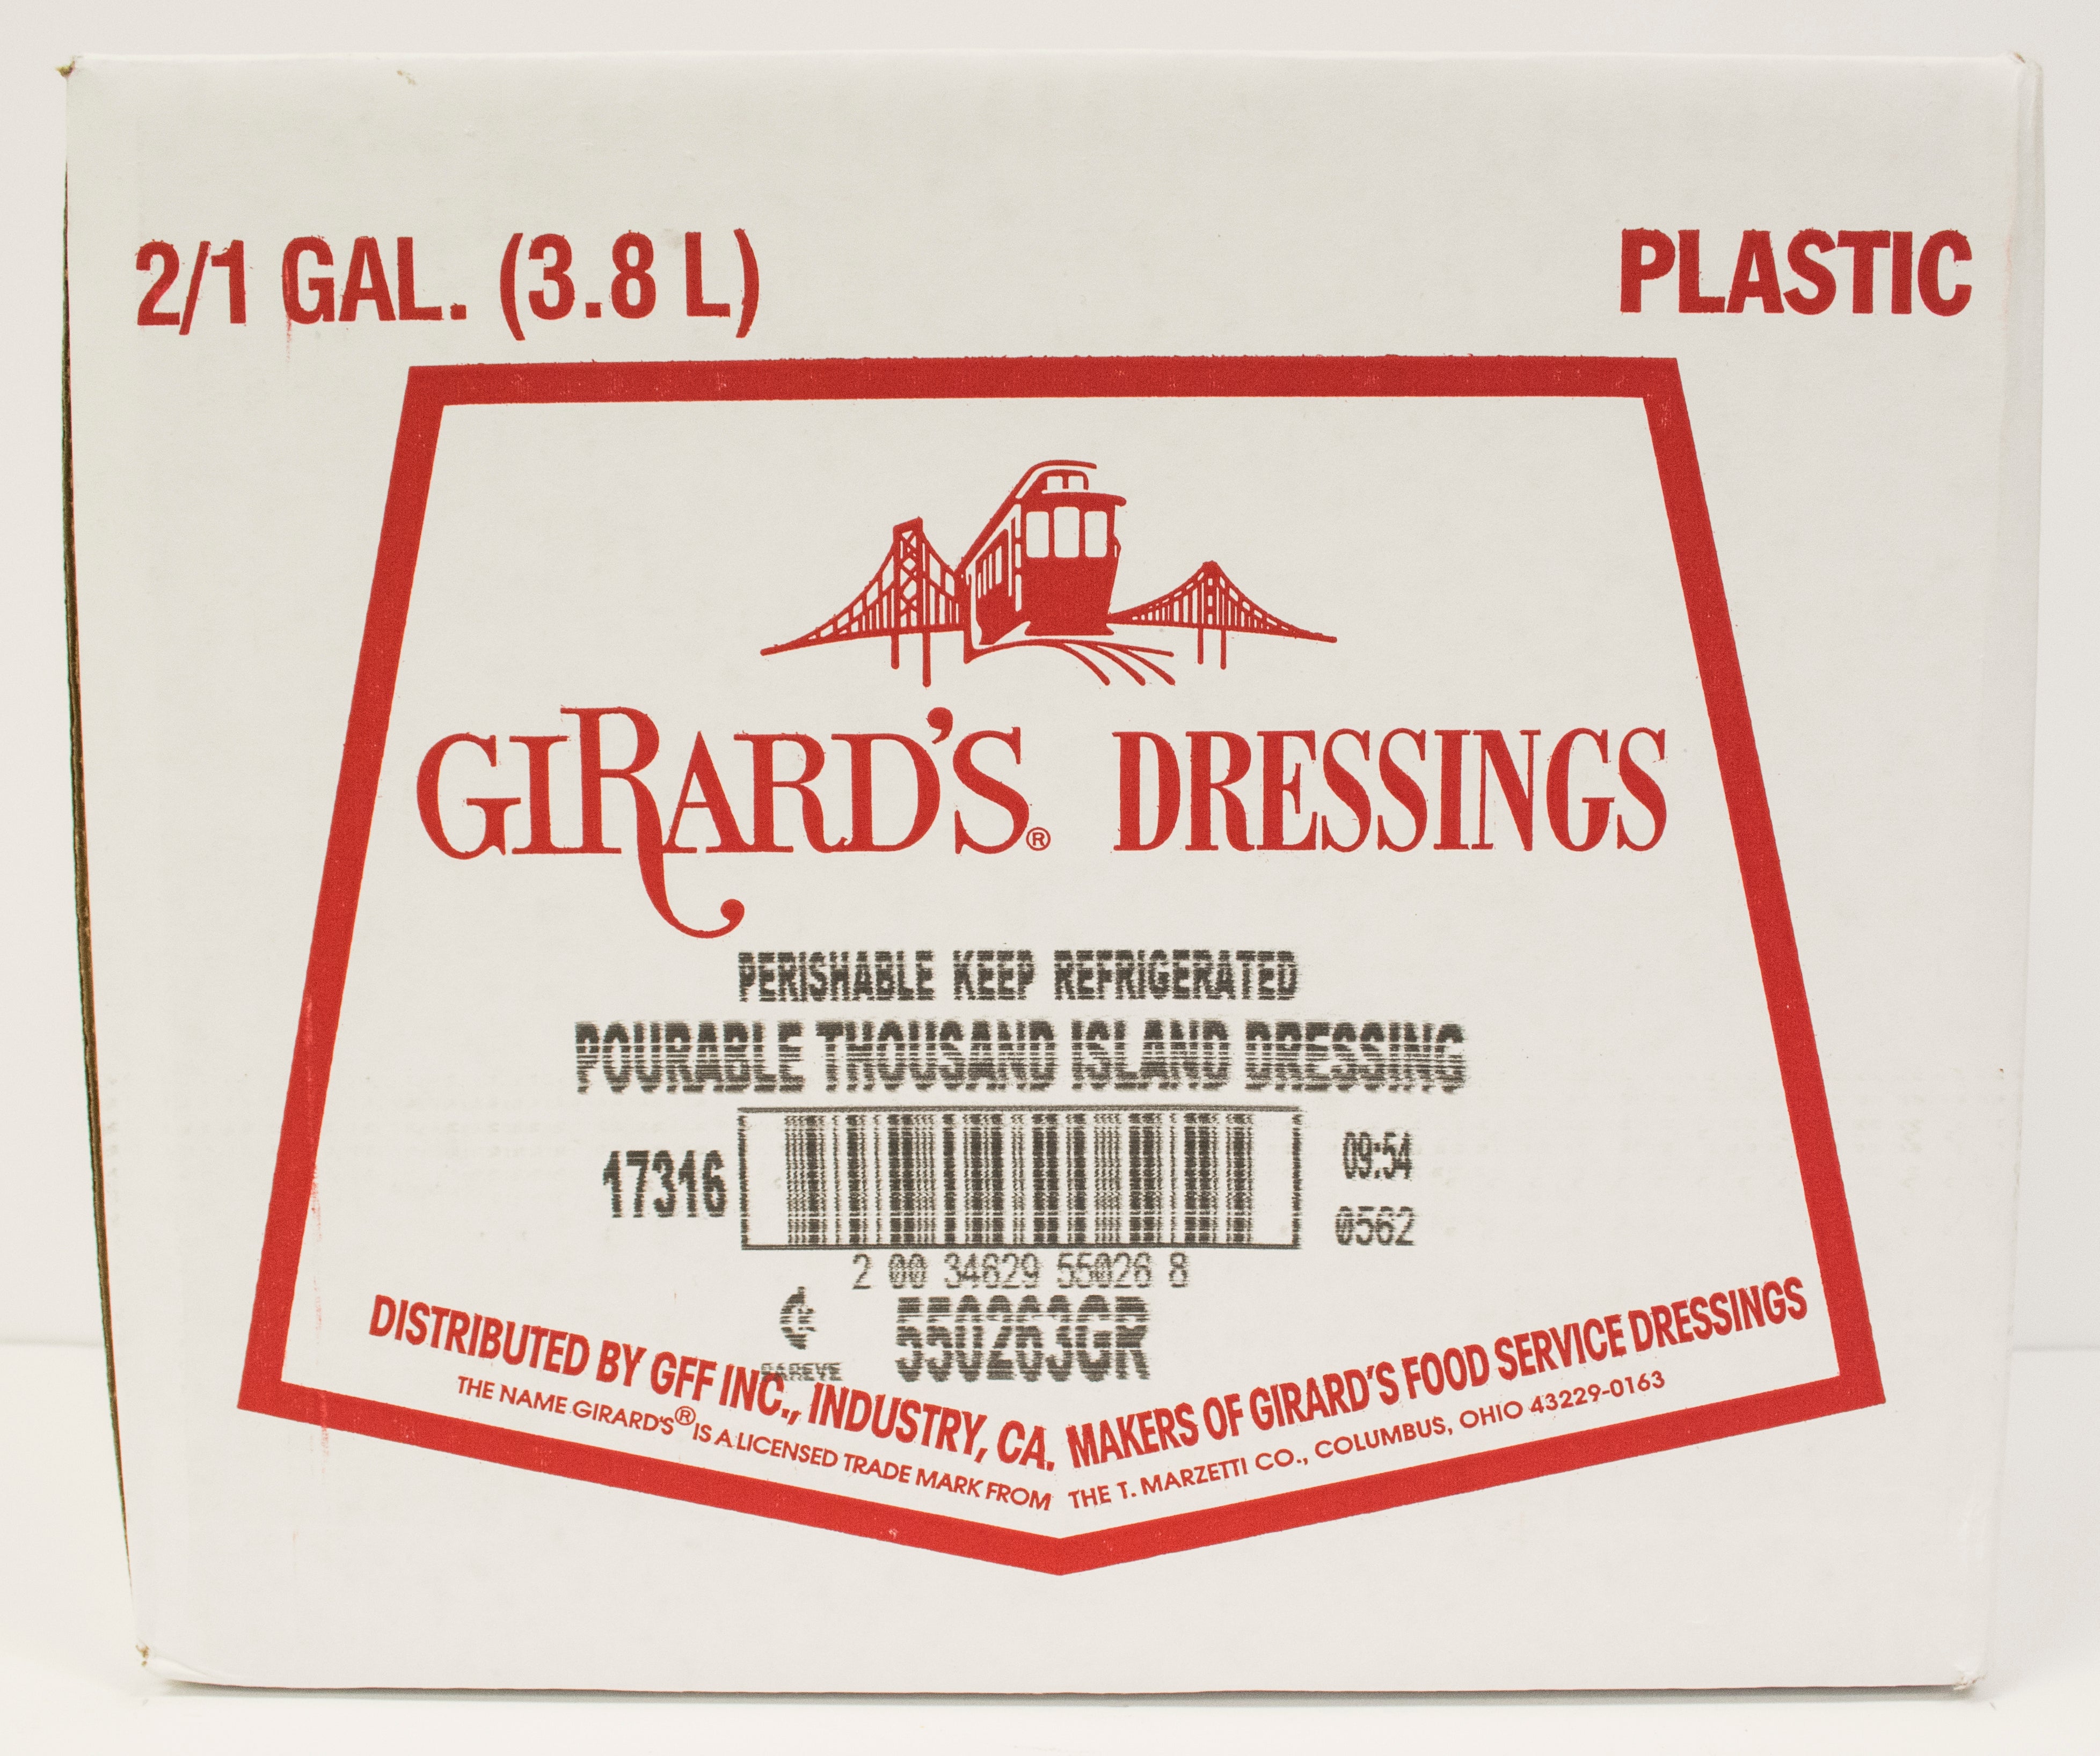 2/1 GAL. (3.8 L)
PLASTIC
GIRARD'S® DRESSINGS
PERISHABLE KEEP REFRIGERATED
POURABLE THOUSAND ISLAND DRESSING
17316
09:54
0562
2 00 34629 55026 8
550263GR
DISTRIBUTED BY GFF INC., INDUSTRY, CA. MAKERS OF GIRARD'S FOOD SERVICE DRESSINGS
THE NAME GIRARD'S® IS A LICENSED TRADE MARK FROM THE T. MARZETTI CO., COLUMBUS, OHIO 43229-0163